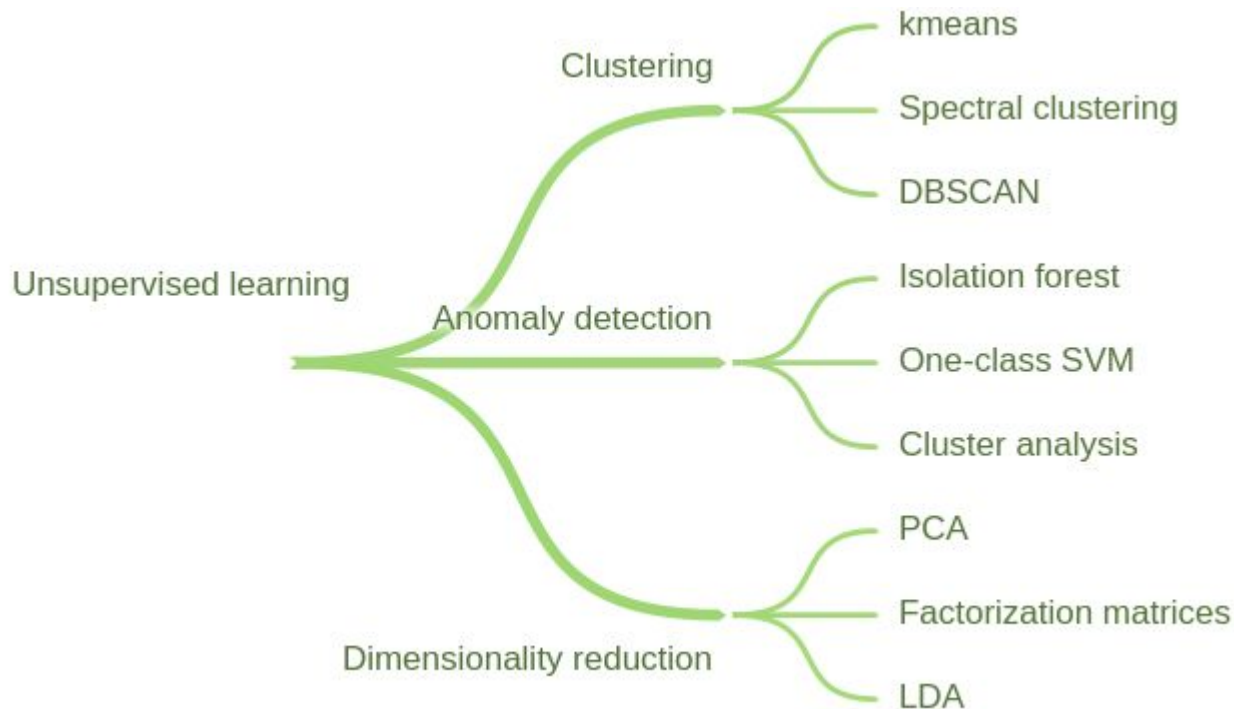 kmeans
Clustering
Spectral clustering
DBSCAN
Unsupervised learning
Isolation forest
Anomaly detection
One-class SVM
Cluster analysis
PCA
Factorization matrices
Dimensionality reduction
LDA